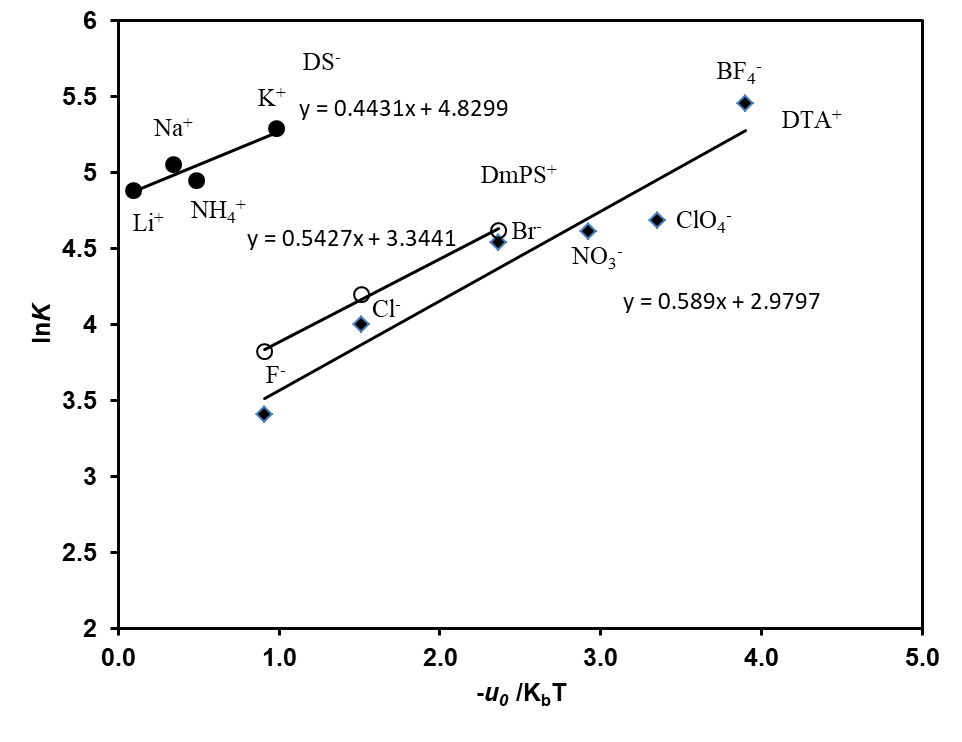 6
5.5
5
4.5
4
3.5
3
2.5
2
lnK
DS⁻
K⁺
y = 0.4431x + 4.8299
Na⁺
Li⁺
NH₄⁺
BF₄⁻
DTA⁺
DmPS⁺
y = 0.5427x + 3.3441
Br⁻
NO₃⁻
ClO₄⁻
Cl⁻
y = 0.589x + 2.9797
F⁻
0.0 1.0 2.0 3.0 4.0 5.0
-u₀ /K_bT